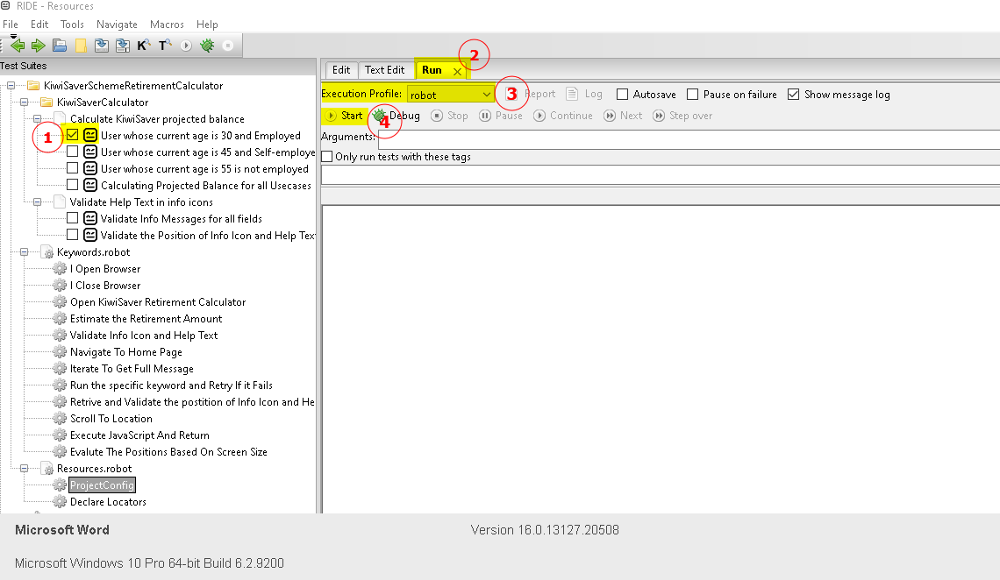 RIDE - Resources
File Edit Tools Navigate Macros Help
K T
Test Suites
KiwiSaverSchemeRetirementCalculator
KiwiSaverCalculator
Calculate KiwiSaver projected balance
1
User whose current age is 30 and Employed
User whose current age is 45 and Self-employe
User whose current age is 55 is not employed
Calculating Projected Balance for all Usecases
Validate Help Text in info icons
Validate Info Messages for all fields
Validate the Position of Info Icon and Help Tex
Keywords.robot
I Open Browser
I Close Browser
Open KiwiSaver Retirement Calculator
Estimate the Retirement Amount
Validate Info Icon and Help Text
Navigate To Home Page
Iterate To Get Full Message
Run the specific keyword and Retry If it Fails
Retrive and Validate the postition of Info Icon and He
Scroll To Location
Execute JavaScript And Return
Evalute The Positions Based On Screen Size
Resources.robot
ProjectConfig
Declare Locators
2
Edit Text Edit Run
Execution Profile: robot 3 Report Log Autosave Pause on failure Show message log
Start Debug Stop Pause Continue Next Step over
4
Arguments:
Only run tests with these tags
Microsoft Word Version 16.0.13127.20508
Microsoft Windows 10 Pro 64-bit Build 6.2.9200